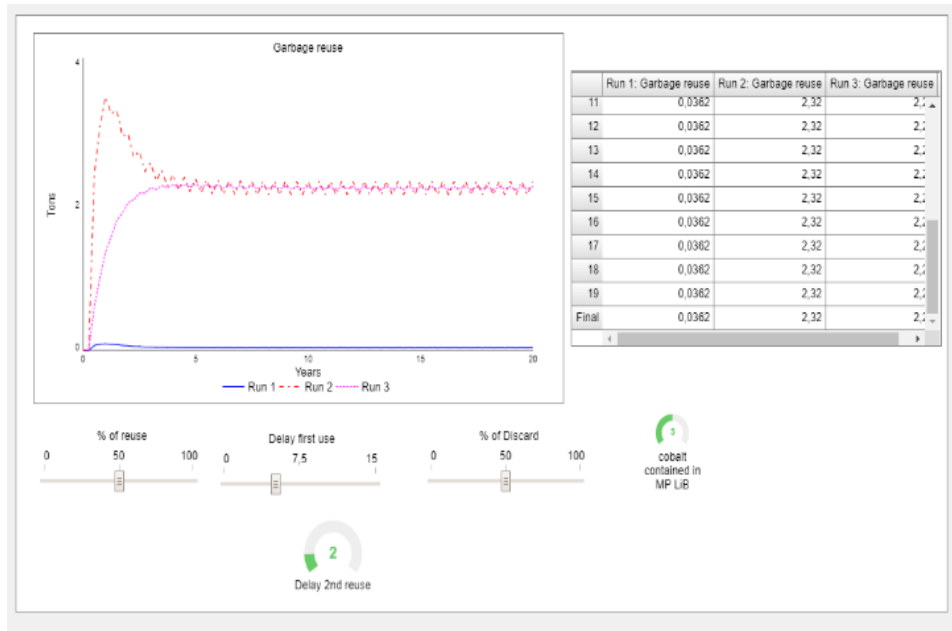 Garbage reuse
4
2
0
Tons
0 5 10 15 20
Years
Run 1 Run 2 Run 3
Run 1: Garbage reuse Run 2: Garbage reuse Run 3: Garbage reuse
11 0,0362 2,32
12 0,0362 2,32
13 0,0362 2,32
14 0,0362 2,32
15 0,0362 2,32
16 0,0362 2,32
17 0,0362 2,32
18 0,0362 2,32
19 0,0362 2,32
Final 0,0362 2,32
% of reuse
0 50 100
Delay first use
0 7,5 15
% of Discard
0 50 100
cobalt
contained in
MP LiB
2
Delay 2nd reuse